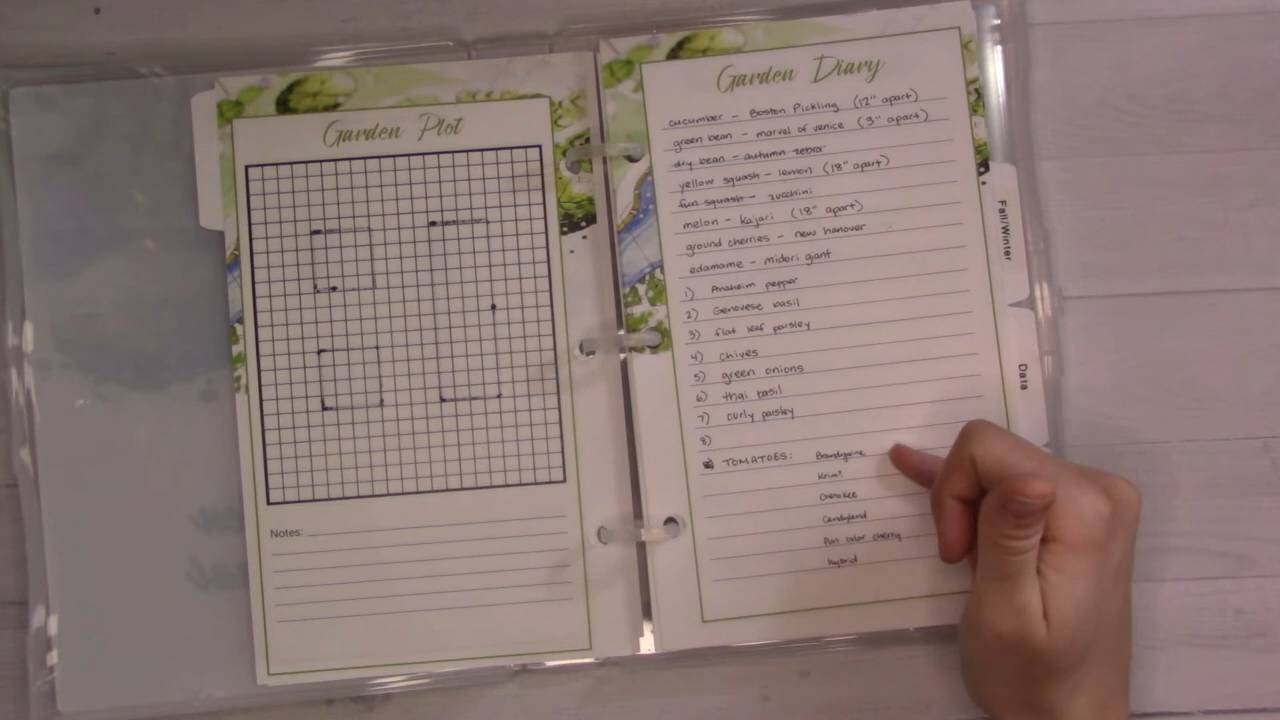 Garden Plot
Notes:
Garden Diary
cucumber - Boston Pickling (12" apart)
green bean - marvel of venice (3" apart)
dry bean - autumn zebra
yellow squash - lemon (18" apart)
fun squash - zucchini
melon - Kajari (18" apart)
ground cherries - new hanover
edamame - midori giant
1) Anaheim pepper
2) Genovese basil
3) flat leaf parsley
4) chives
5) green onions
6) thai basil
7) curly parsley
8)
TOMATOES: Brandywine
Krim?
Cherokee
Candyland
fun color cherry
hybrid
Fall/Winter
Data